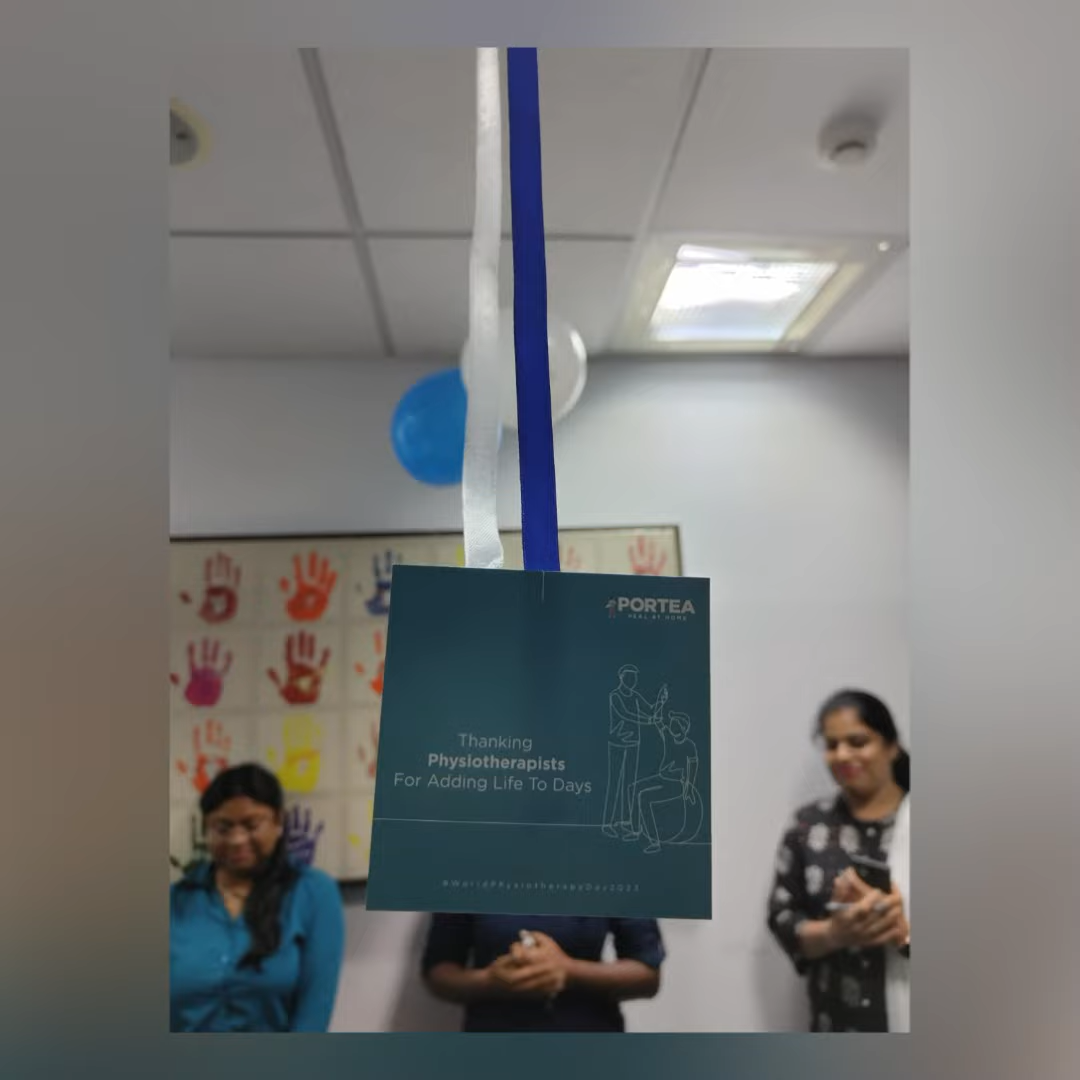 PORTEA
HEAL AT HOME
Thanking
Physiotherapists
For Adding Life To Days
#WorldPhysiotherapyDay2023